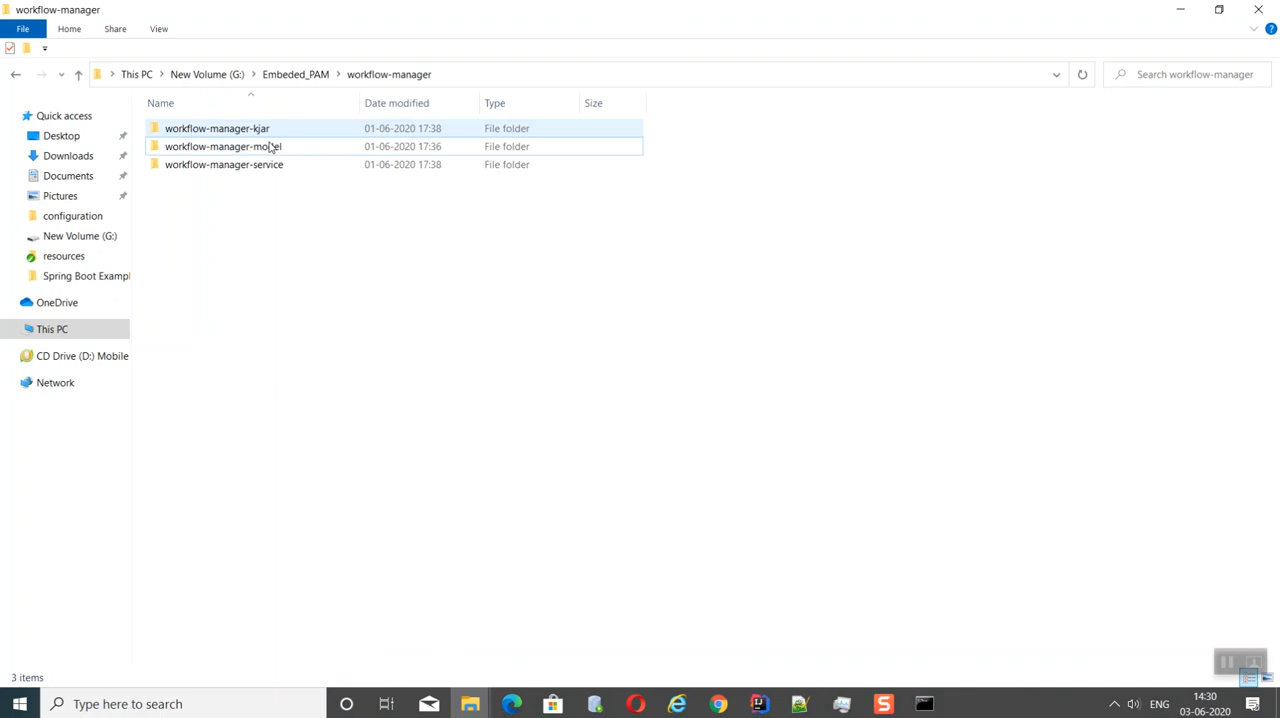 workflow-manager
File Home Share View
This PC New Volume (G:) Embeded_PAM workflow-manager
Search workflow-manager
Name Date modified Type Size
Quick access
Desktop
Downloads
Documents
Pictures
configuration
New Volume (G:)
resources
Spring Boot Exampl
OneDrive
This PC
CD Drive (D:) Mobile
Network
workflow-manager-kjar 01-06-2020 17:38 File folder
workflow-manager-model 01-06-2020 17:36 File folder
workflow-manager-service 01-06-2020 17:38 File folder
3 items
Type here to search
ENG
14:30
03-06-2020